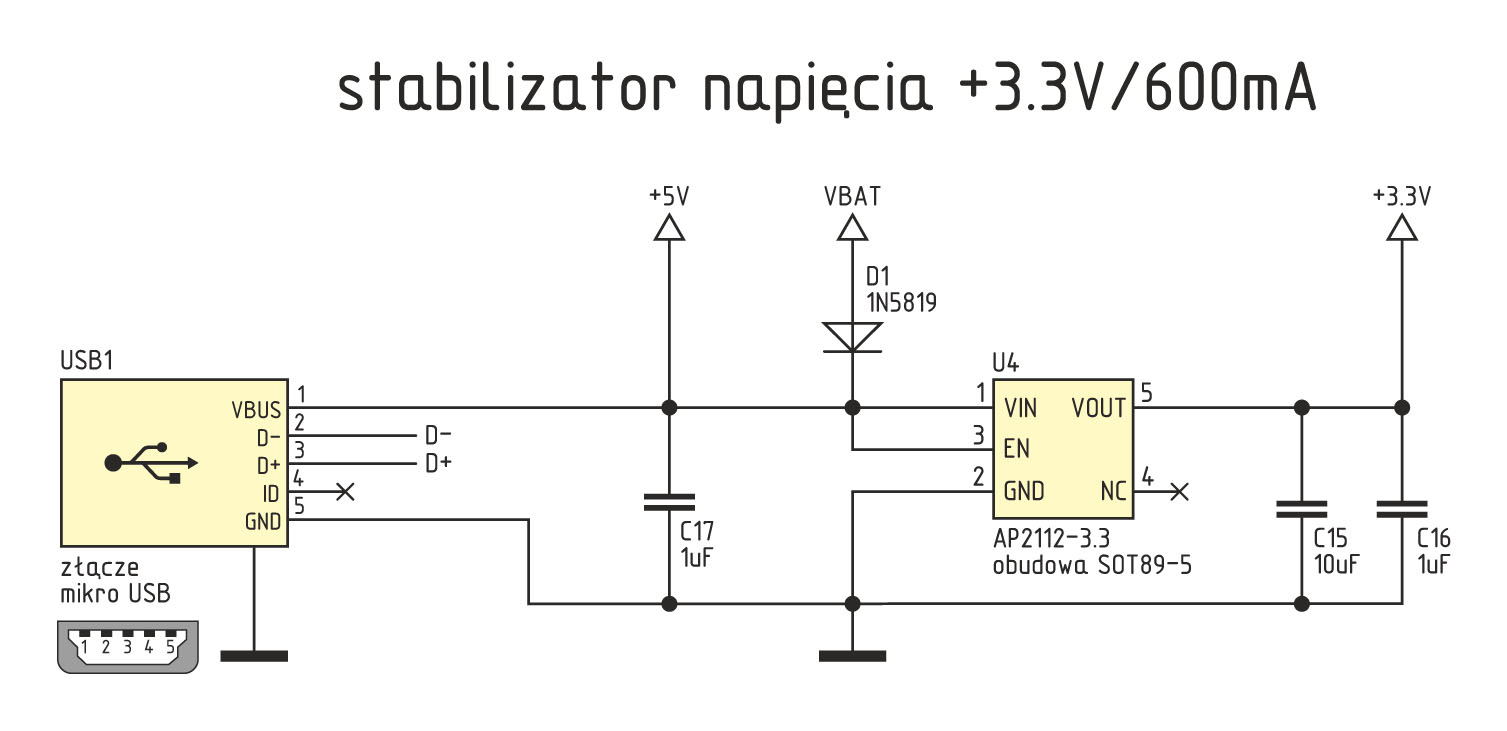 stabilizator napięcia +3.3V/600mA
+5V
VBAT
+3.3V
D1
1N5819
USB1
VBUS 1
D- 2
D+ 3
ID 4
GND 5
D-
D+
złącze
mikro USB
1 2 3 4 5
C17
1uF
U4
1 VIN VOUT 5
3 EN
2 GND NC 4
AP2112-3.3
obudowa SOT89-5
C15
10uF
C16
1uF